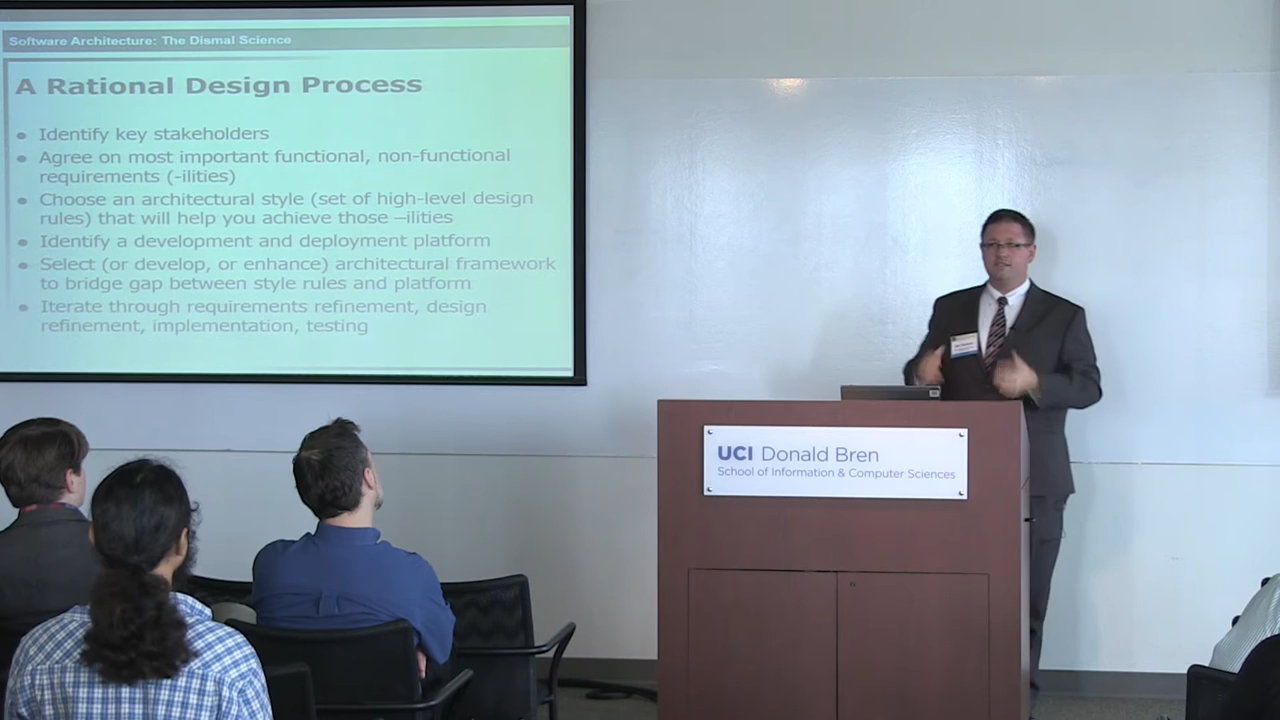 Software Architecture: The Dismal Science
A Rational Design Process
• Identify key stakeholders
• Agree on most important functional, non-functional
requirements (-ilities)
• Choose an architectural style (set of high-level design
rules) that will help you achieve those –ilities
• Identify a development and deployment platform
• Select (or develop, or enhance) architectural framework
to bridge gap between style rules and platform
• Iterate through requirements refinement, design
refinement, implementation, testing
UCI Donald Bren
School of Information & Computer Sciences